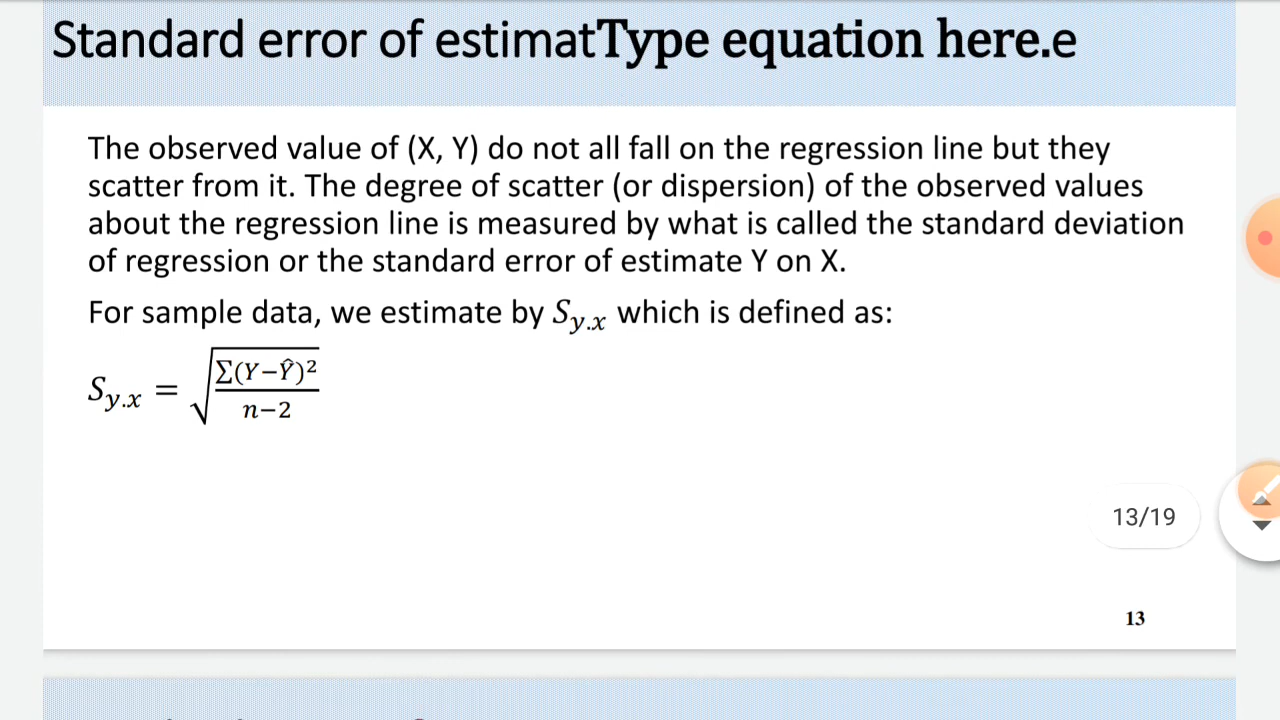 Standard error of estimatType equation here.e
The observed value of (X, Y) do not all fall on the regression line but they
scatter from it. The degree of scatter (or dispersion) of the observed values
about the regression line is measured by what is called the standard deviation
of regression or the standard error of estimate Y on X.
For sample data, we estimate by S_{y.x} which is defined as:
S_{y.x} = √(∑(Y−Ŷ)² / n−2)
13/19
13